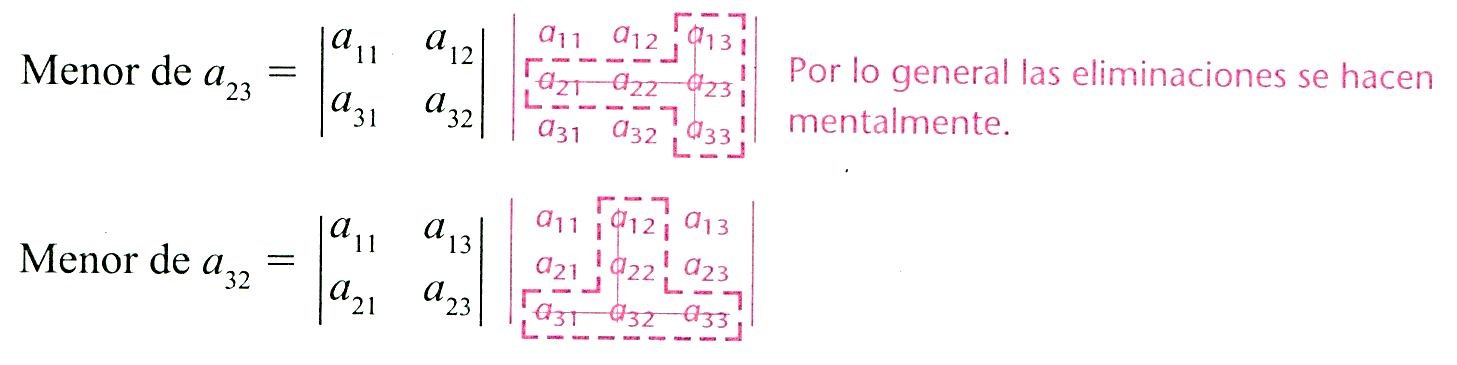 a₁₁ a₁₂ a₁₃
Menor de a₂₃ = |a₁₁ a₁₂| a₂₁ a₂₂ a₂₃ Por lo general las eliminaciones se hacen
|a₃₁ a₃₂| a₃₁ a₃₂ a₃₃ mentalmente.
a₁₁ a₁₂ a₁₃
Menor de a₃₂ = |a₁₁ a₁₃| a₂₁ a₂₂ a₂₃
|a₂₁ a₂₃| a₃₁ a₃₂ a₃₃